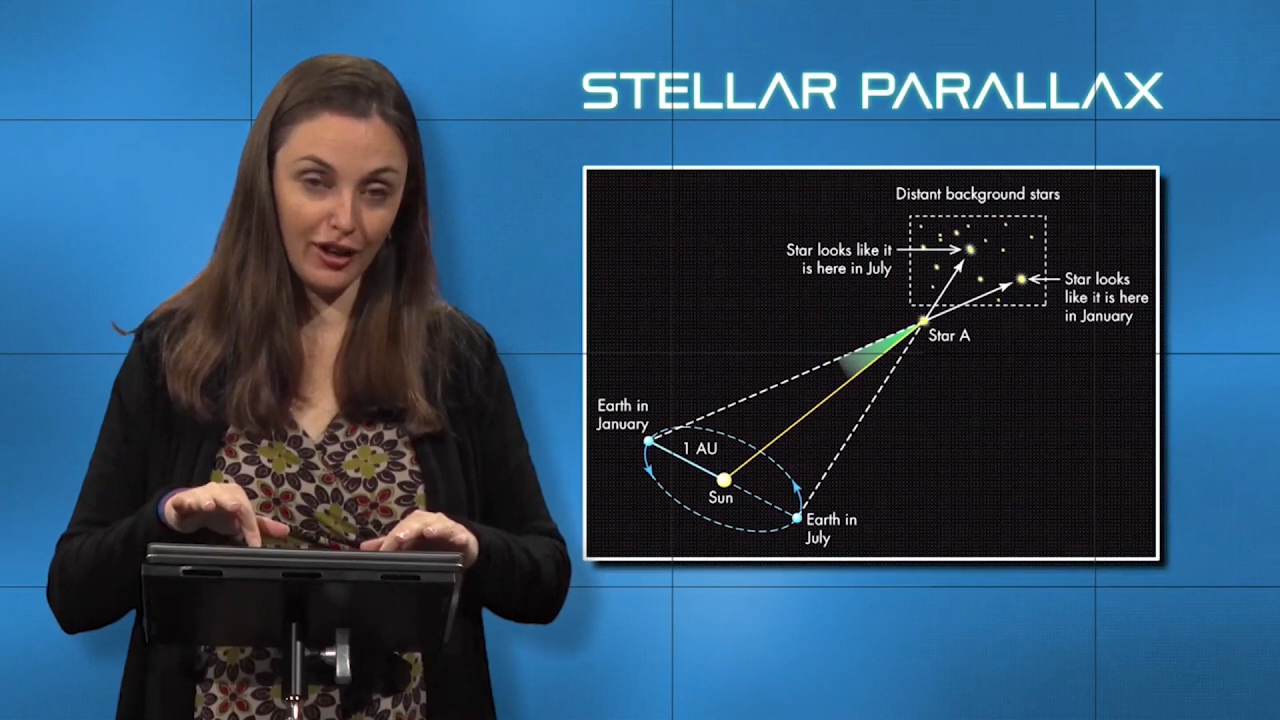 STELLAR PARALLAX
Distant background stars
Star looks like it
is here in July
Star looks
like it is here
in January
Star A
Earth in
January
1 AU
Sun
Earth in
July